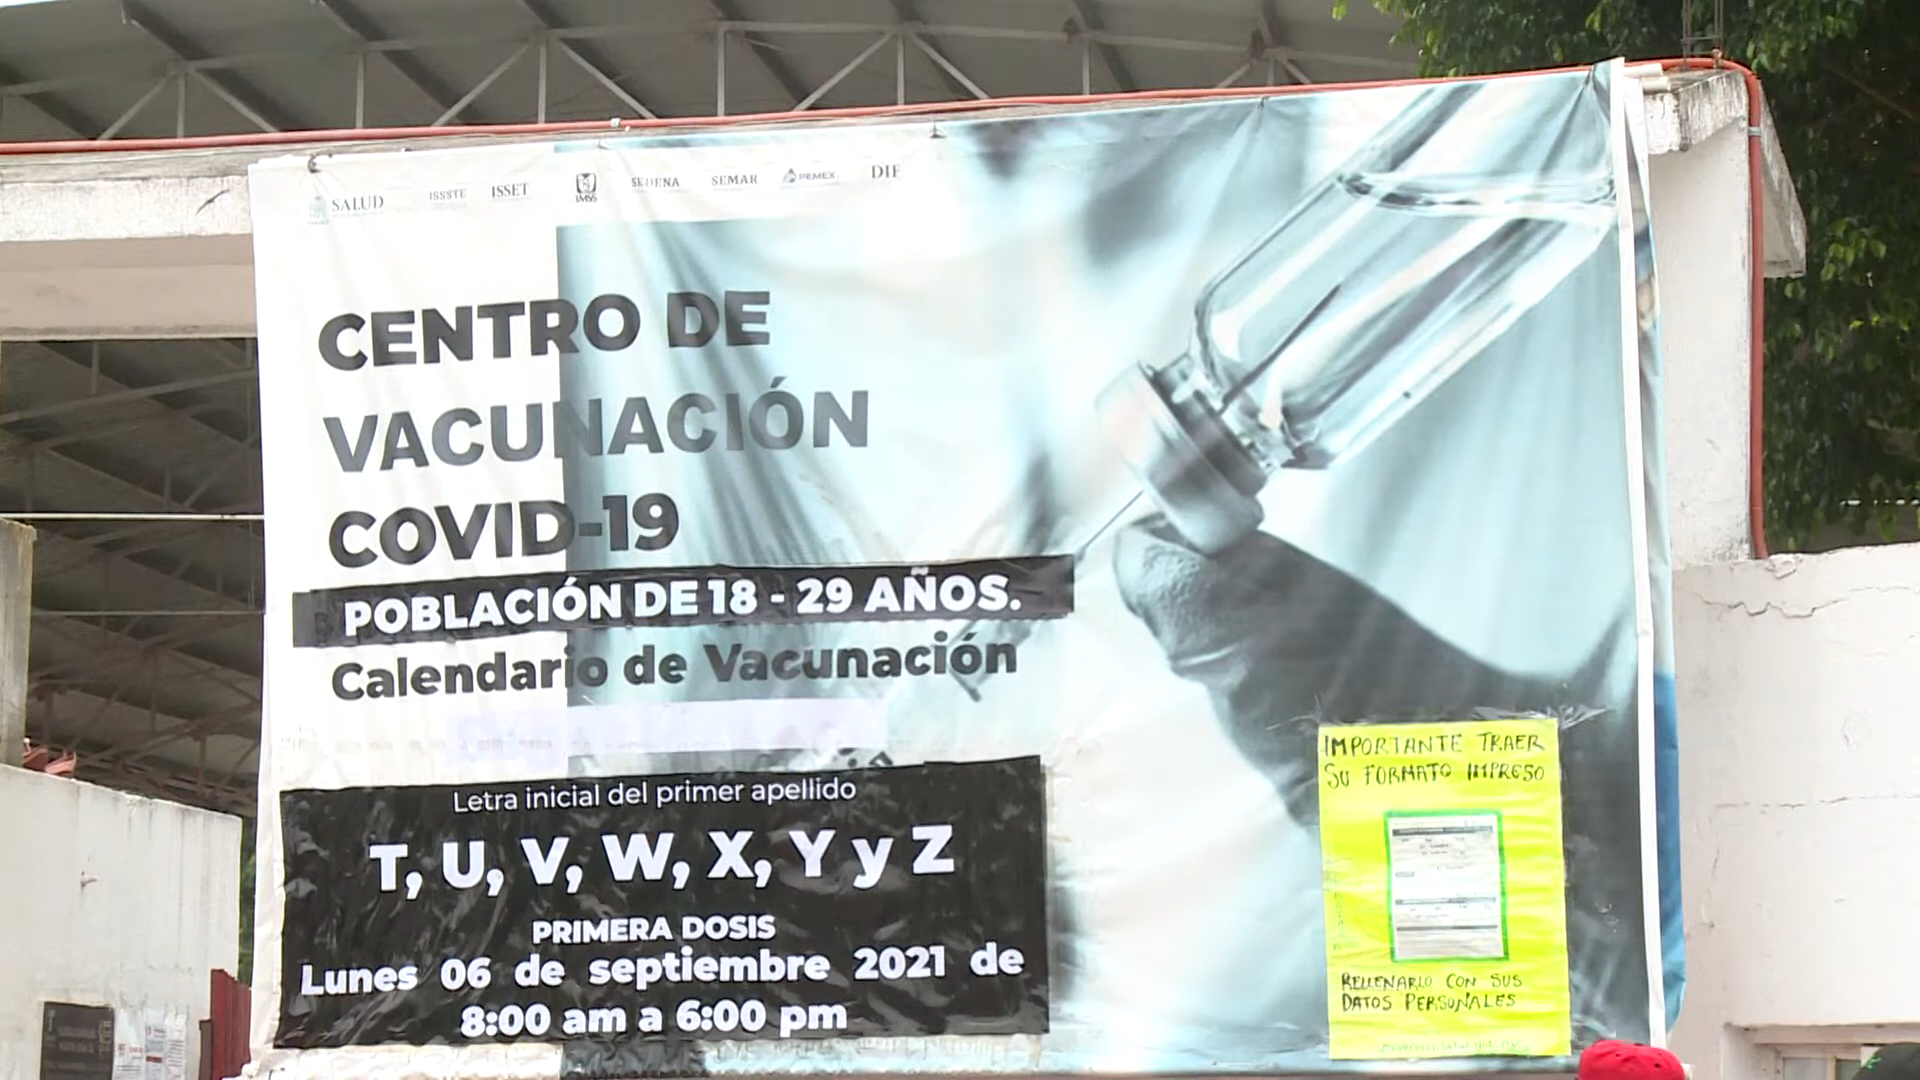 SALUD ISSSTE ISSET IMSS SEDENA SEMAR PEMEX DIF
CENTRO DE
VACUNACIÓN
COVID-19
POBLACIÓN DE 18 - 29 AÑOS.
Calendario de Vacunación
Letra inicial del primer apellido
T, U, V, W, X, Y y Z
PRIMERA DOSIS
Lunes 06 de septiembre 2021 de
8:00 am a 6:00 pm
IMPORTANTE TRAER
SU FORMATO IMPRESO
RELLENARLO CON SUS
DATOS PERSONALES